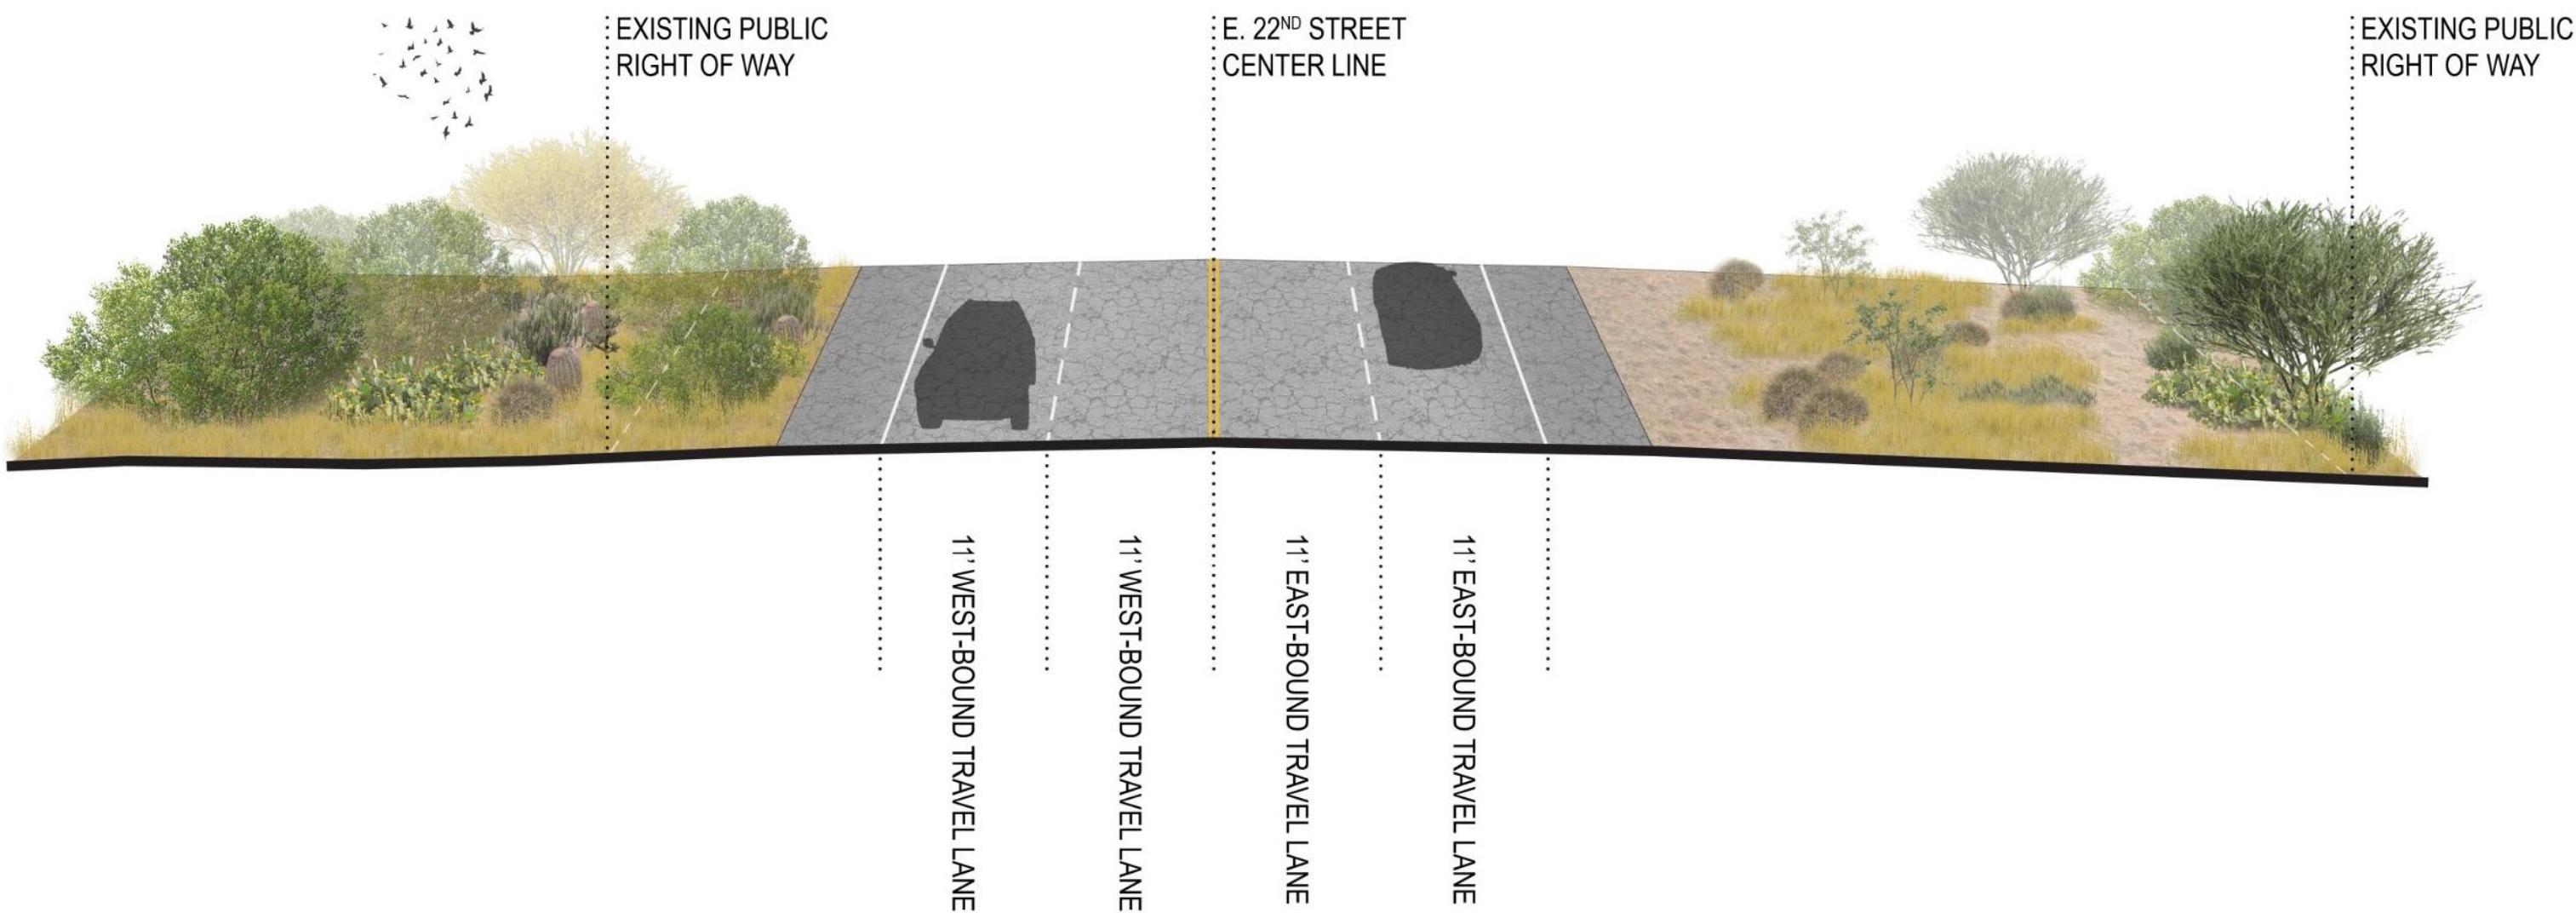 EXISTING PUBLIC
RIGHT OF WAY
E. 22ND STREET
CENTER LINE
EXISTING PUBLIC
RIGHT OF WAY
11' WEST-BOUND TRAVEL LANE
11' WEST-BOUND TRAVEL LANE
11' EAST-BOUND TRAVEL LANE
11' EAST-BOUND TRAVEL LANE